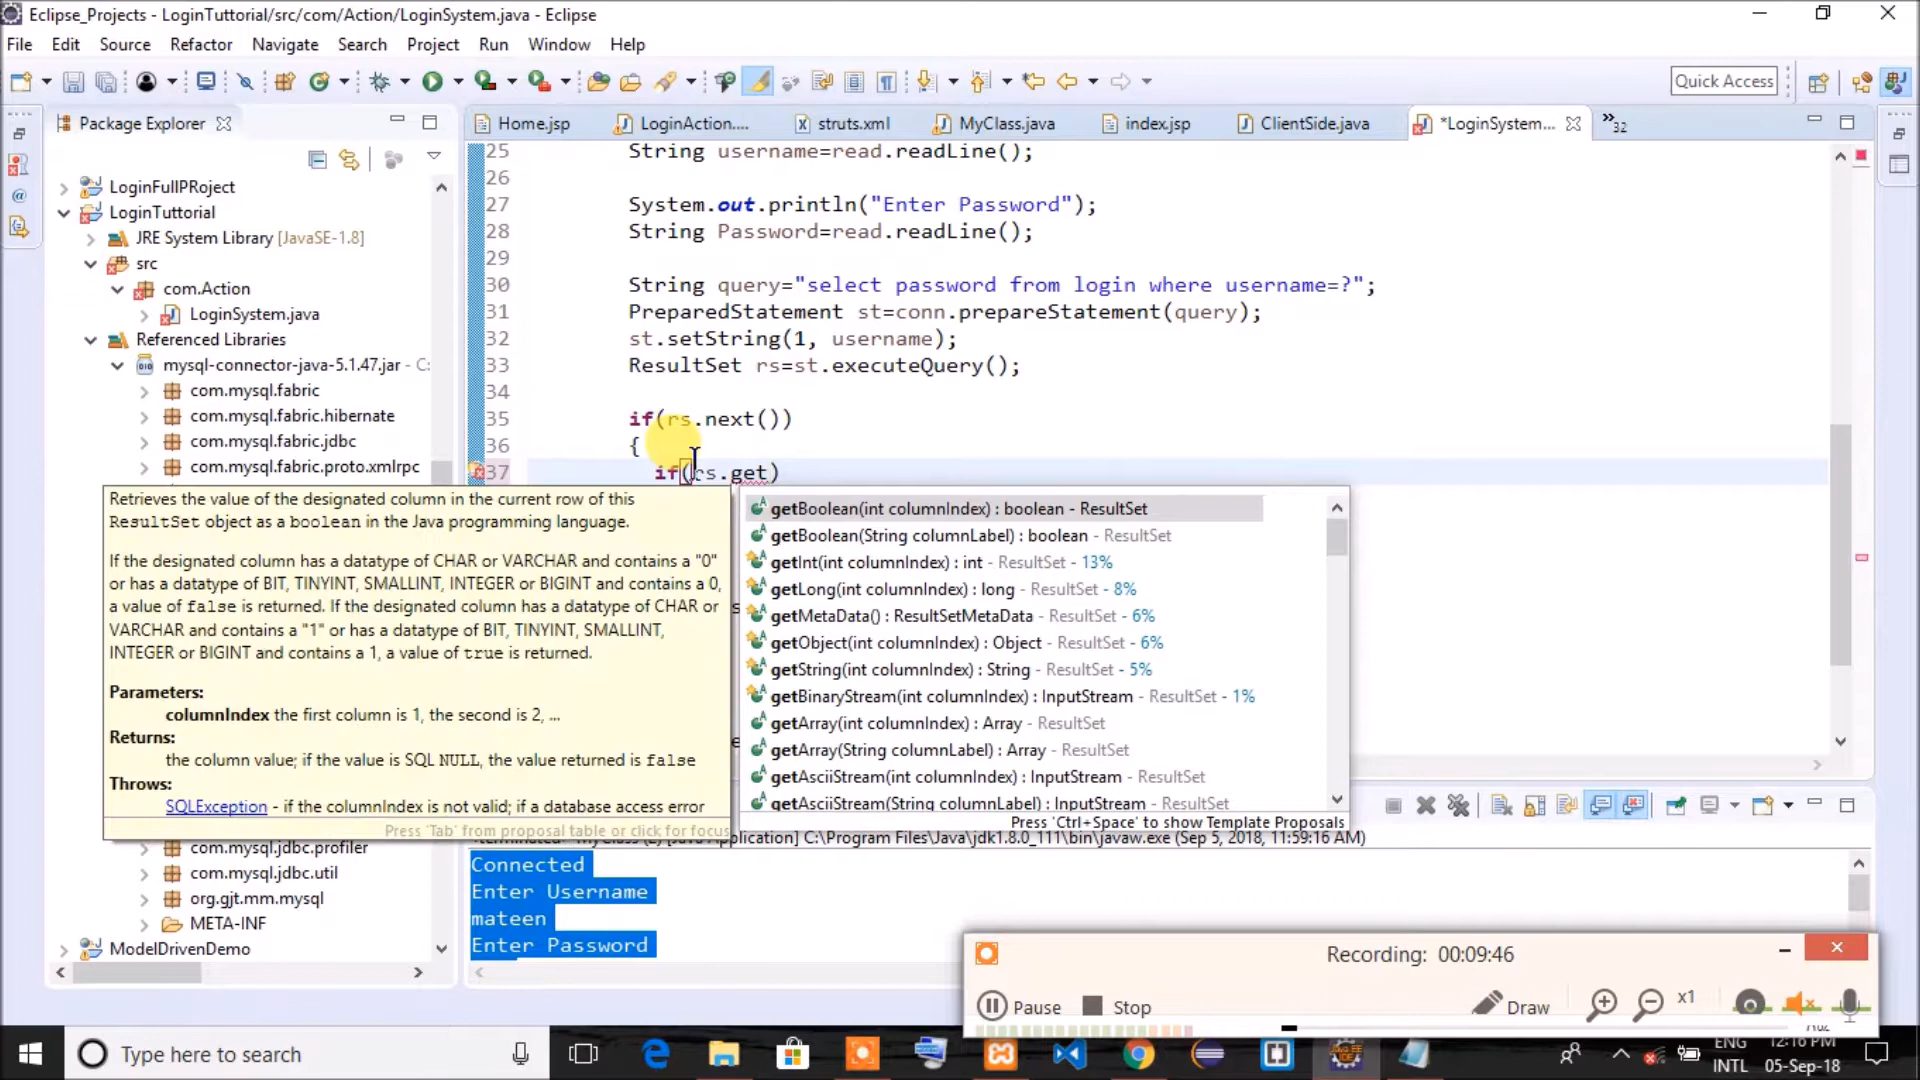 Eclipse_Projects - LoginTuttorial/src/com/Action/LoginSystem.java - Eclipse
File Edit Source Refactor Navigate Search Project Run Window Help
Quick Access
Package Explorer
Home.jsp LoginAction.... struts.xml MyClass.java index.jsp ClientSide.java *LoginSystem... »32
LoginFullPRoject
LoginTuttorial
JRE System Library [JavaSE-1.8]
src
com.Action
LoginSystem.java
Referenced Libraries
mysql-connector-java-5.1.47.jar - C:
com.mysql.fabric
com.mysql.fabric.hibernate
com.mysql.fabric.jdbc
com.mysql.fabric.proto.xmlrpc
25 String username=read.readLine();
26
27 System.out.println("Enter Password");
28 String Password=read.readLine();
29
30 String query="select password from login where username=?";
31 PreparedStatement st=conn.prepareStatement(query);
32 st.setString(1, username);
33 ResultSet rs=st.executeQuery();
34
35 if(rs.next())
36 {
37 if(rs.get)
Retrieves the value of the designated column in the current row of this
ResultSet object as a boolean in the Java programming language.
If the designated column has a datatype of CHAR or VARCHAR and contains a "0"
or has a datatype of BIT, TINYINT, SMALLINT, INTEGER or BIGINT and contains a 0,
a value of false is returned. If the designated column has a datatype of CHAR or
VARCHAR and contains a "1" or has a datatype of BIT, TINYINT, SMALLINT,
INTEGER or BIGINT and contains a 1, a value of true is returned.
Parameters:
columnIndex the first column is 1, the second is 2, ...
Returns:
the column value; if the value is SQL NULL, the value returned is false
Throws:
SQLException - if the columnIndex is not valid; if a database access error
Press 'Tab' from proposal table or click for focus
getBoolean(int columnIndex) : boolean - ResultSet
getBoolean(String columnLabel) : boolean - ResultSet
getInt(int columnIndex) : int - ResultSet - 13%
getLong(int columnIndex) : long - ResultSet - 8%
getMetaData() : ResultSetMetaData - ResultSet - 6%
getObject(int columnIndex) : Object - ResultSet - 6%
getString(int columnIndex) : String - ResultSet - 5%
getBinaryStream(int columnIndex) : InputStream - ResultSet - 1%
getArray(int columnIndex) : Array - ResultSet
getArray(String columnLabel) : Array - ResultSet
getAsciiStream(int columnIndex) : InputStream - ResultSet
getAsciiStream(String columnLabel) : InputStream - ResultSet
Press 'Ctrl+Space' to show Template Proposals
com.mysql.jdbc.profiler
com.mysql.jdbc.util
org.gjt.mm.mysql
META-INF
ModelDrivenDemo
Application] C:\Program Files\Java\jdk1.8.0_111\bin\javaw.exe (Sep 5, 2018, 11:59:16 AM)
Connected
Enter Username
mateen
Enter Password
Recording: 00:09:46
Pause Stop Draw x1
Type here to search
ENG
INTL
12:16 PM
05-Sep-18